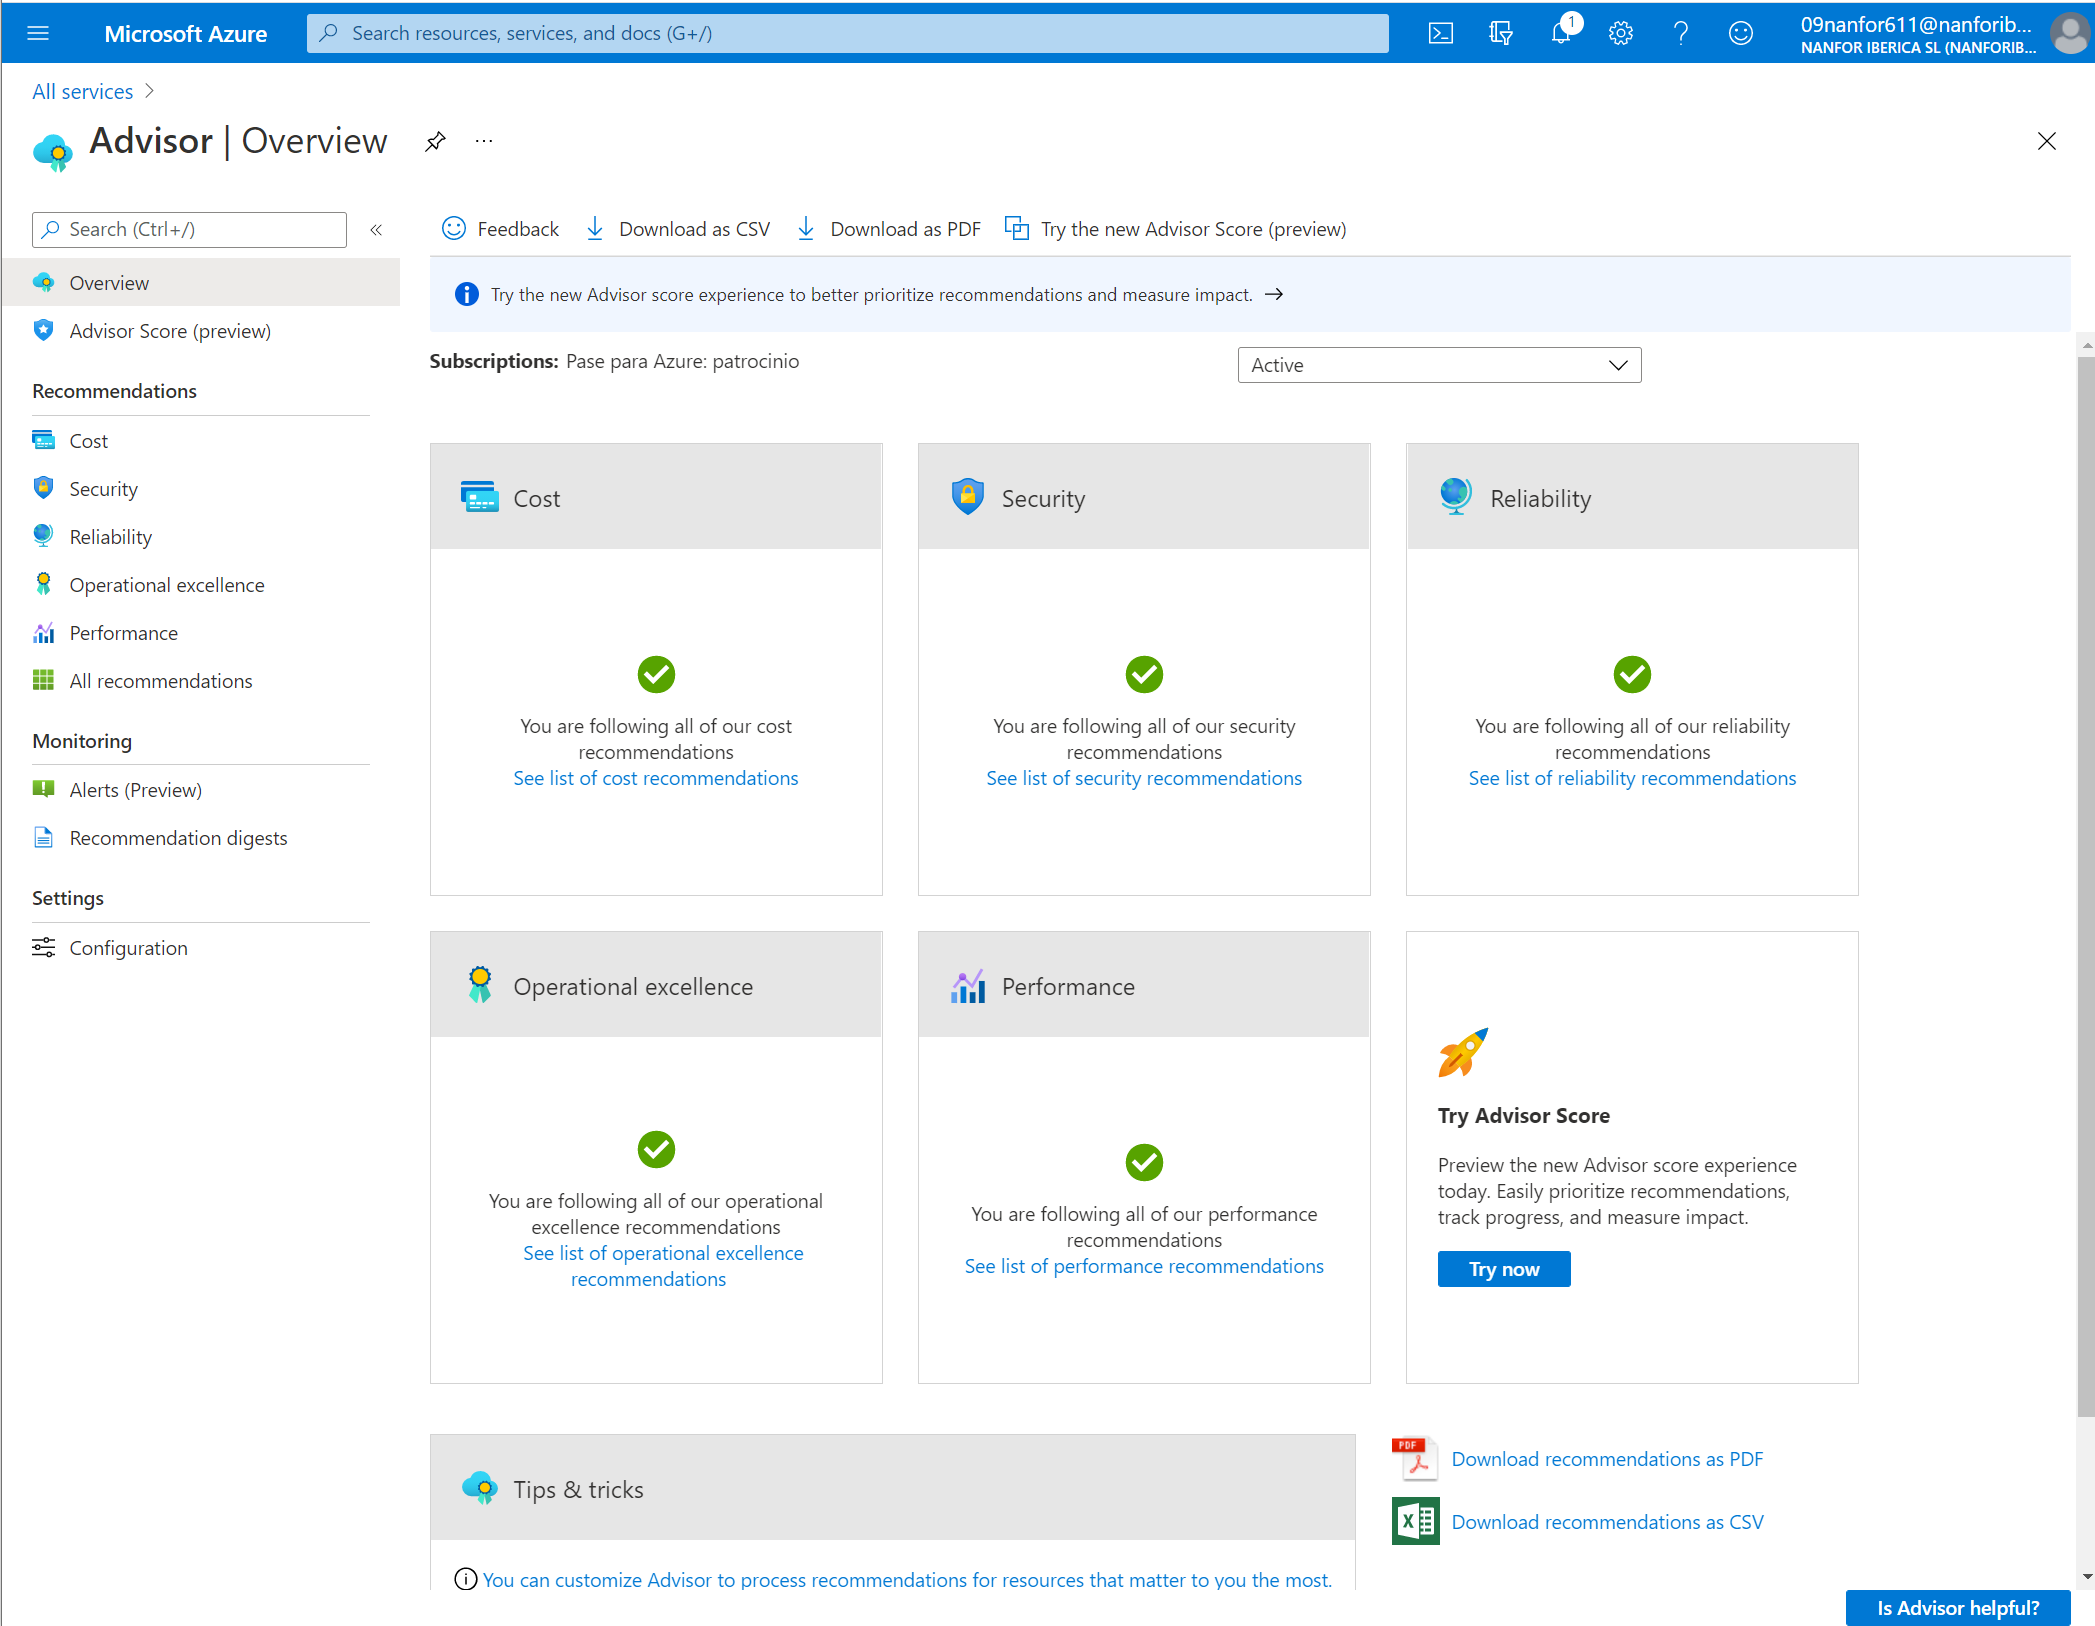 Microsoft Azure
Search resources, services, and docs (G+/)
1
09nanfor611@nanforib...
NANFOR IBERICA SL (NANFORIB...
All services
Advisor | Overview
Search (Ctrl+/)
Overview
Advisor Score (preview)
Recommendations
Cost
Security
Reliability
Operational excellence
Performance
All recommendations
Monitoring
Alerts (Preview)
Recommendation digests
Settings
Configuration
Feedback
Download as CSV
Download as PDF
Try the new Advisor Score (preview)
Try the new Advisor score experience to better prioritize recommendations and measure impact. →
Subscriptions: Pase para Azure: patrocinio
Active
Cost
You are following all of our cost
recommendations
See list of cost recommendations
Security
You are following all of our security
recommendations
See list of security recommendations
Reliability
You are following all of our reliability
recommendations
See list of reliability recommendations
Operational excellence
You are following all of our operational
excellence recommendations
See list of operational excellence
recommendations
Performance
You are following all of our performance
recommendations
See list of performance recommendations
Try Advisor Score
Preview the new Advisor score experience
today. Easily prioritize recommendations,
track progress, and measure impact.
Try now
Tips & tricks
You can customize Advisor to process recommendations for resources that matter to you the most.
PDF
Download recommendations as PDF
X
Download recommendations as CSV
Is Advisor helpful?